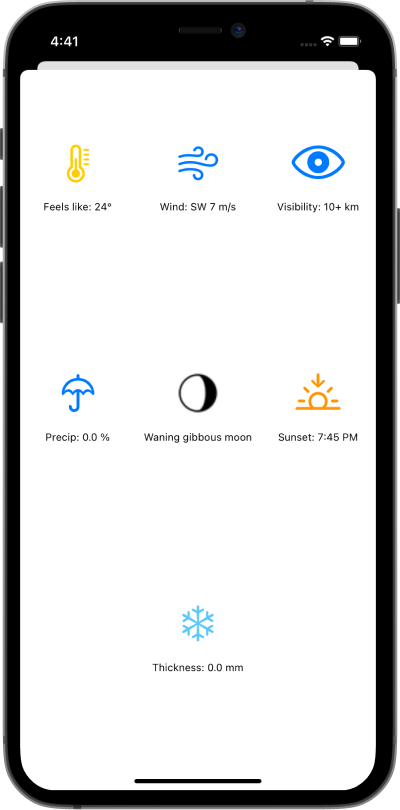 4:41
Feels like: 24°
Wind: SW 7 m/s
Visibility: 10+ km
Precip: 0.0 %
Waning gibbous moon
Sunset: 7:45 PM
Thickness: 0.0 mm